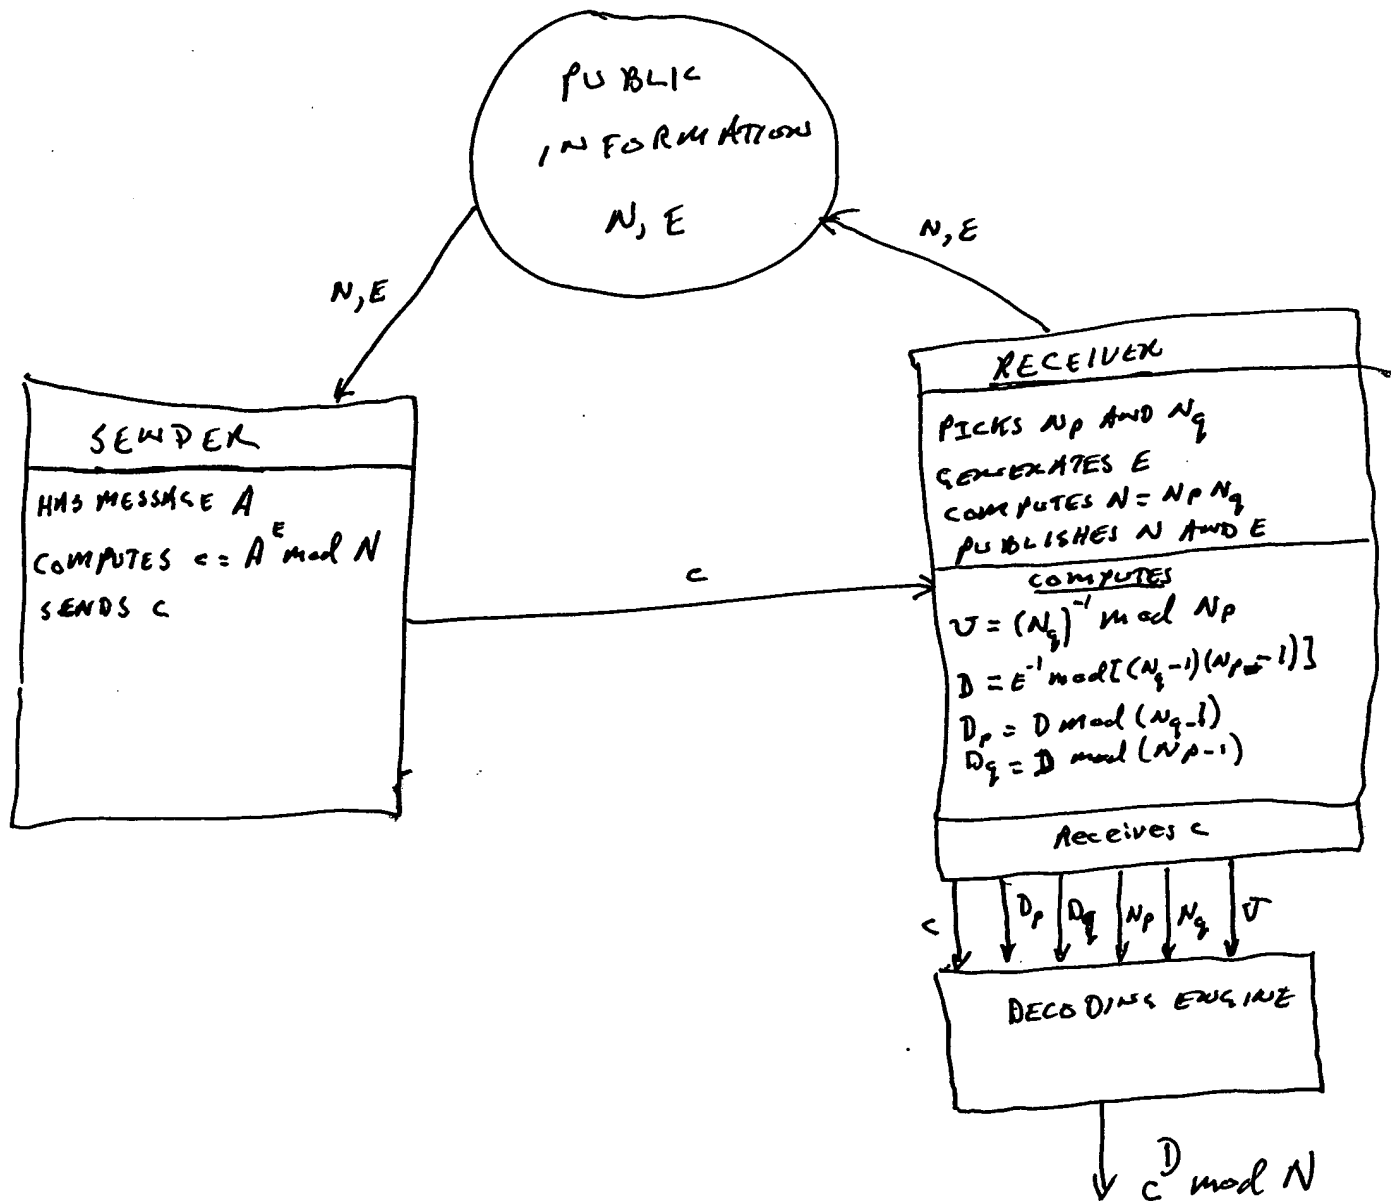 PUBLIC
INFORMATION
N, E
N, E
N, E
SENDER
HAS MESSAGE A
COMPUTES c = A^E mod N
SENDS C
C
RECEIVER
PICKS Np AND Nq
GENERATES E
COMPUTES N = Np Nq
PUBLISHES N AND E
COMPUTES
U = (Nq)^-1 mod Np
D = E^-1 mod [(Nq-1)(Np-1)]
Dp = D mod (Nq-1)
Dq = D mod (Np-1)
Receives c
C Dp Dq Np Nq U
DECODING ENGINE
c^D mod N